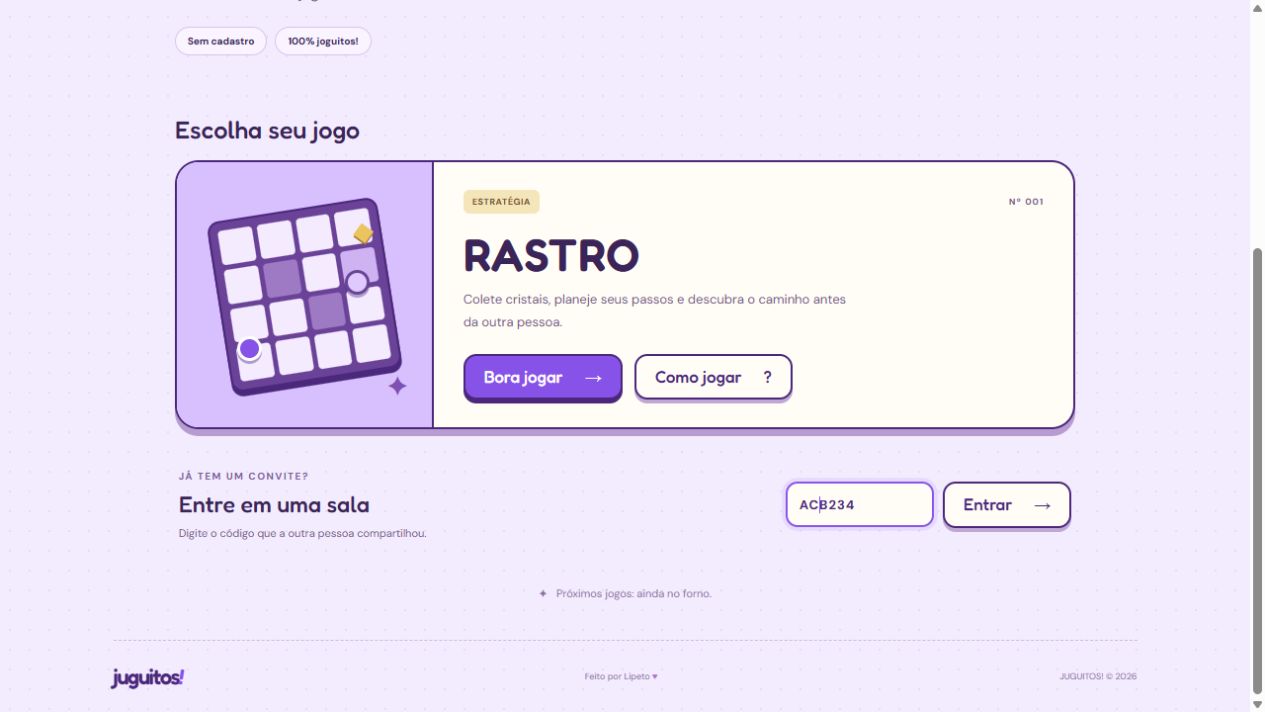 Sem cadastro
100% joguitos!
Escolha seu jogo
ESTRATÉGIA
Nº 001
RASTRO
Colete cristais, planeje seus passos e descubra o caminho antes
da outra pessoa.
Bora jogar →
Como jogar ?
JÁ TEM UM CONVITE?
Entre em uma sala
Digite o código que a outra pessoa compartilhou.
ACB234
Entrar →
✦ Próximos jogos: ainda no forno.
juguitos!
Feito por Lipeto ♥
JUGUITOS! © 2026